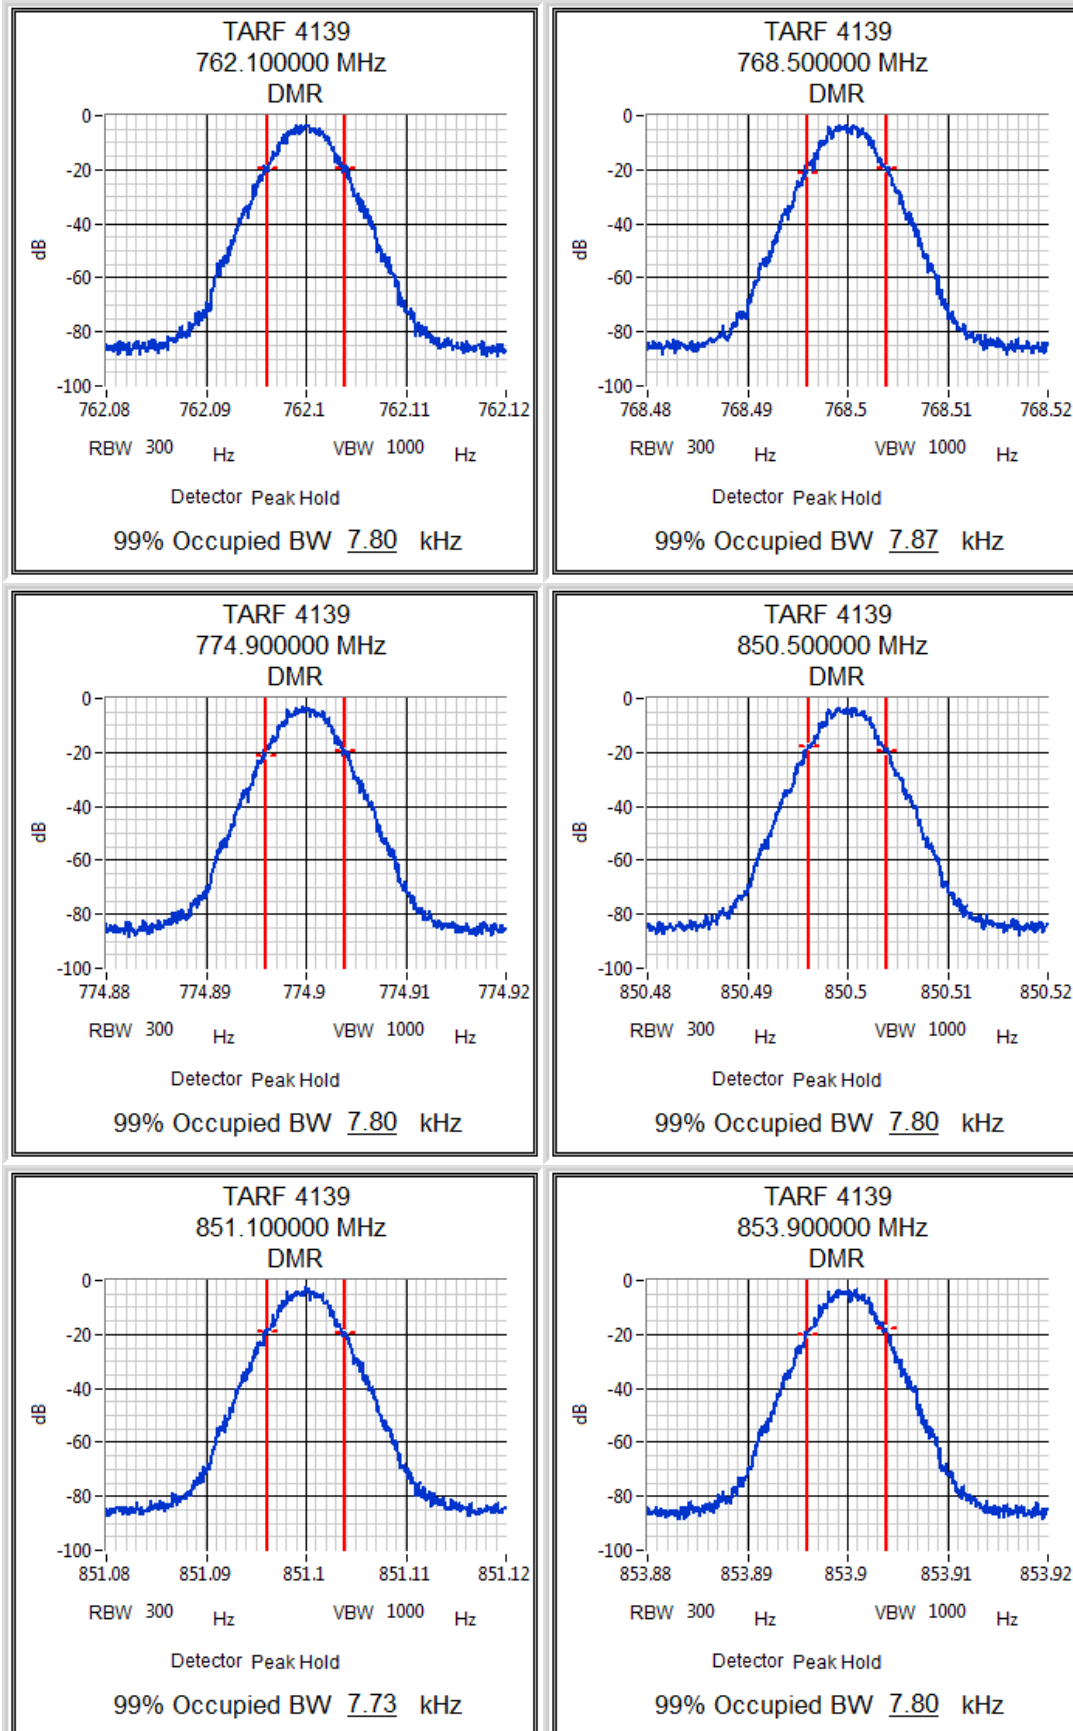 TARF 4139
762.100000 MHz
DMR
0
-20
-40
-60
-80
-100
dB
762.08 762.09 762.1 762.11 762.12
RBW 300 Hz VBW 1000 Hz
Detector Peak Hold
99% Occupied BW 7.80 kHz
TARF 4139
768.500000 MHz
DMR
0
-20
-40
-60
-80
-100
dB
768.48 768.49 768.5 768.51 768.52
RBW 300 Hz VBW 1000 Hz
Detector Peak Hold
99% Occupied BW 7.87 kHz
TARF 4139
774.900000 MHz
DMR
0
-20
-40
-60
-80
-100
dB
774.88 774.89 774.9 774.91 774.92
RBW 300 Hz VBW 1000 Hz
Detector Peak Hold
99% Occupied BW 7.80 kHz
TARF 4139
850.500000 MHz
DMR
0
-20
-40
-60
-80
-100
dB
850.48 850.49 850.5 850.51 850.52
RBW 300 Hz VBW 1000 Hz
Detector Peak Hold
99% Occupied BW 7.80 kHz
TARF 4139
851.100000 MHz
DMR
0
-20
-40
-60
-80
-100
dB
851.08 851.09 851.1 851.11 851.12
RBW 300 Hz VBW 1000 Hz
Detector Peak Hold
99% Occupied BW 7.73 kHz
TARF 4139
853.900000 MHz
DMR
0
-20
-40
-60
-80
-100
dB
853.88 853.89 853.9 853.91 853.92
RBW 300 Hz VBW 1000 Hz
Detector Peak Hold
99% Occupied BW 7.80 kHz